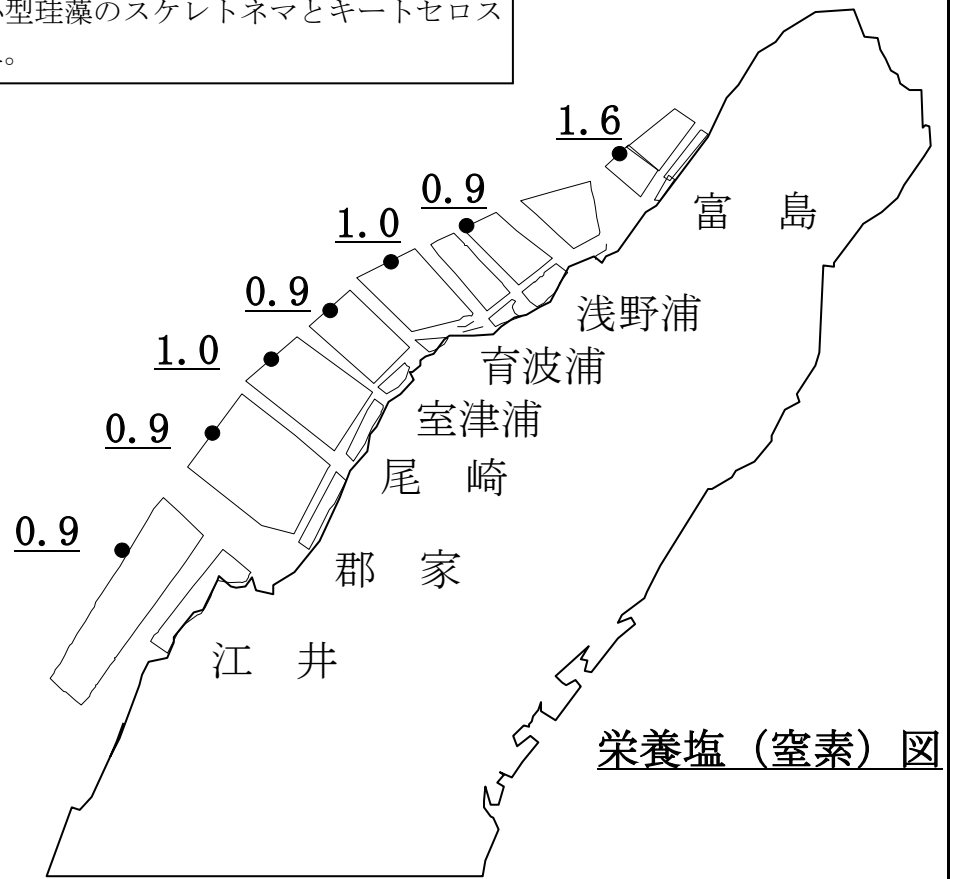 型珪藻のスケレトネマとキートセロス
。
1.6
0.9
1.0
0.9
1.0
0.9
0.9
富　島
浅野浦
育波浦
室津浦
尾　崎
郡　家
江　井
栄養塩（窒素）図